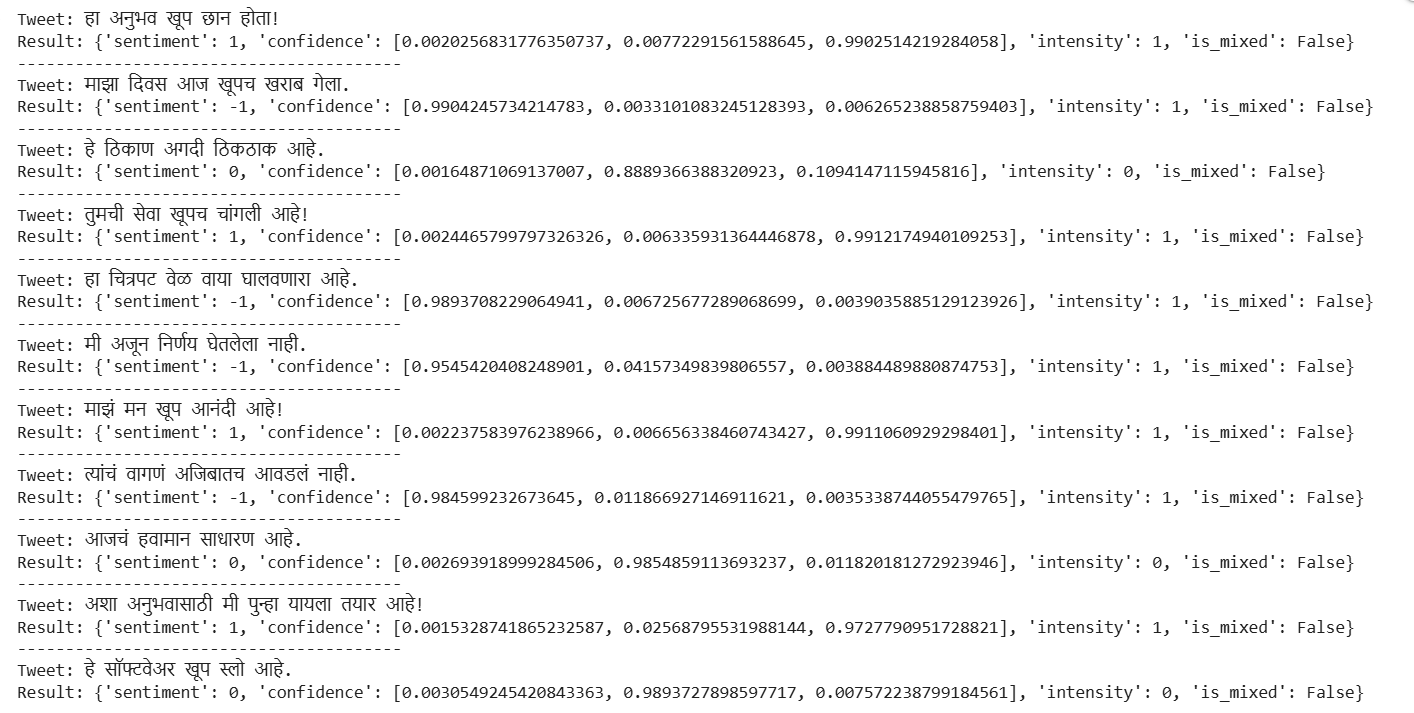 Tweet: हा अनुभव खूप छान होता!
Result: {'sentiment': 1, 'confidence': [0.0020256831776350737, 0.00772291561588645, 0.9902514219284058], 'intensity': 1, 'is_mixed': False}
----------------------------------------
Tweet: माझा दिवस आज खूपच खराब गेला.
Result: {'sentiment': -1, 'confidence': [0.9904245734214783, 0.0033101083245128393, 0.006265238858759403], 'intensity': 1, 'is_mixed': False}
----------------------------------------
Tweet: हे ठिकाण अगदी ठिकठाक आहे.
Result: {'sentiment': 0, 'confidence': [0.00164871069137007, 0.8889366388320923, 0.1094147115945816], 'intensity': 0, 'is_mixed': False}
----------------------------------------
Tweet: तुमची सेवा खूपच चांगली आहे!
Result: {'sentiment': 1, 'confidence': [0.0024465799797326326, 0.006335931364446878, 0.9912174940109253], 'intensity': 1, 'is_mixed': False}
----------------------------------------
Tweet: हा चित्रपट वेळ वाया घालवणारा आहे.
Result: {'sentiment': -1, 'confidence': [0.9893708229064941, 0.006725677289068699, 0.0039035885129123926], 'intensity': 1, 'is_mixed': False}
----------------------------------------
Tweet: मी अजून निर्णय घेतलेला नाही.
Result: {'sentiment': -1, 'confidence': [0.9545420408248901, 0.04157349839806557, 0.003884489880874753], 'intensity': 1, 'is_mixed': False}
----------------------------------------
Tweet: माझं मन खूप आनंदी आहे!
Result: {'sentiment': 1, 'confidence': [0.002237583976238966, 0.006656338460743427, 0.9911060929298401], 'intensity': 1, 'is_mixed': False}
----------------------------------------
Tweet: त्यांचं वागणं अजिबातच आवडलं नाही.
Result: {'sentiment': -1, 'confidence': [0.984599232673645, 0.011866927146911621, 0.0035338744055479765], 'intensity': 1, 'is_mixed': False}
----------------------------------------
Tweet: आजचं हवामान साधारण आहे.
Result: {'sentiment': 0, 'confidence': [0.002693918999284506, 0.9854859113693237, 0.011820181272923946], 'intensity': 0, 'is_mixed': False}
----------------------------------------
Tweet: अशा अनुभवासाठी मी पुन्हा यायला तयार आहे!
Result: {'sentiment': 1, 'confidence': [0.0015328741865232587, 0.02568795531988144, 0.9727790951728821], 'intensity': 1, 'is_mixed': False}
----------------------------------------
Tweet: हे सॉफ्टवेअर खूप स्लो आहे.
Result: {'sentiment': 0, 'confidence': [0.0030549245420843363, 0.9893727898597717, 0.0075722238799184561], 'intensity': 0, 'is_mixed': False}